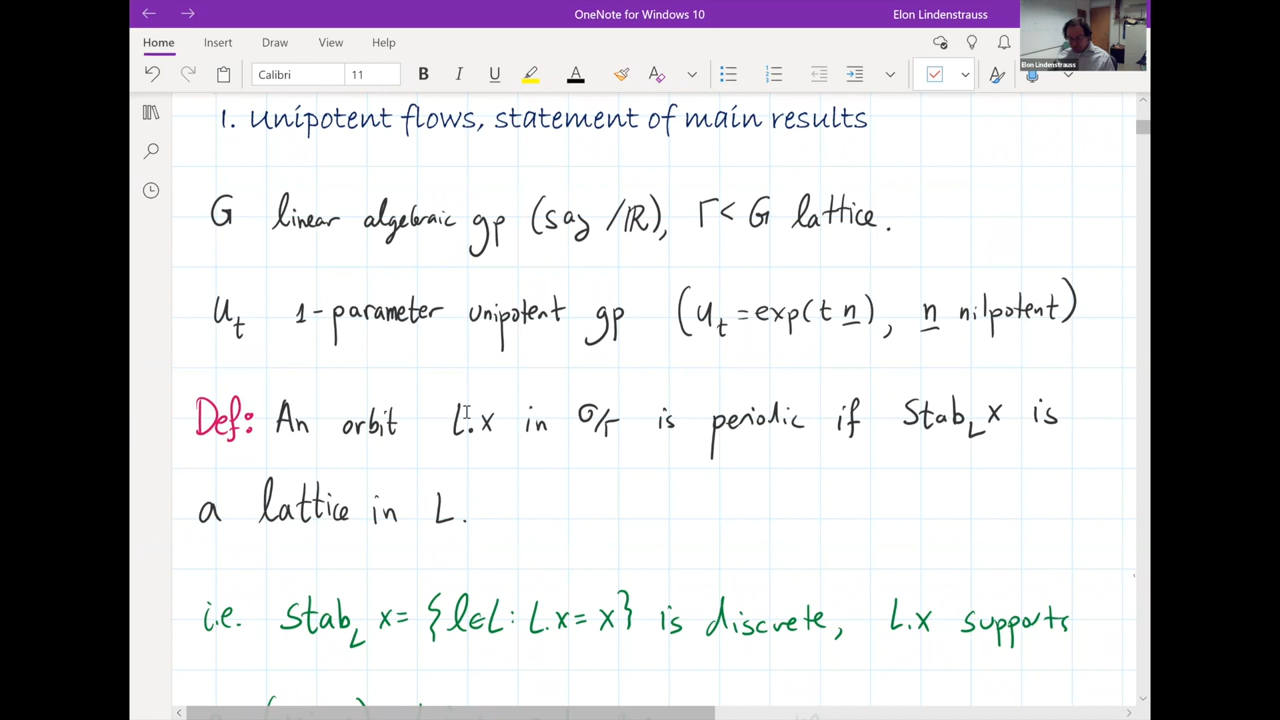 OneNote for Windows 10
Elon Lindenstrauss
Elon Lindenstrauss
Home Insert Draw View Help
Calibri 11 B I U A
1. Unipotent flows, statement of main results
G linear algebraic gp (say /ℝ), Γ < G lattice.
u_t 1-parameter unipotent gp (u_t = exp(t n), n nilpotent)
Def: An orbit L.x in G/Γ is periodic if Stab_L x is
a lattice in L.
i.e. Stab_L x = {l∈L : L.x = x} is discrete, L.x supports